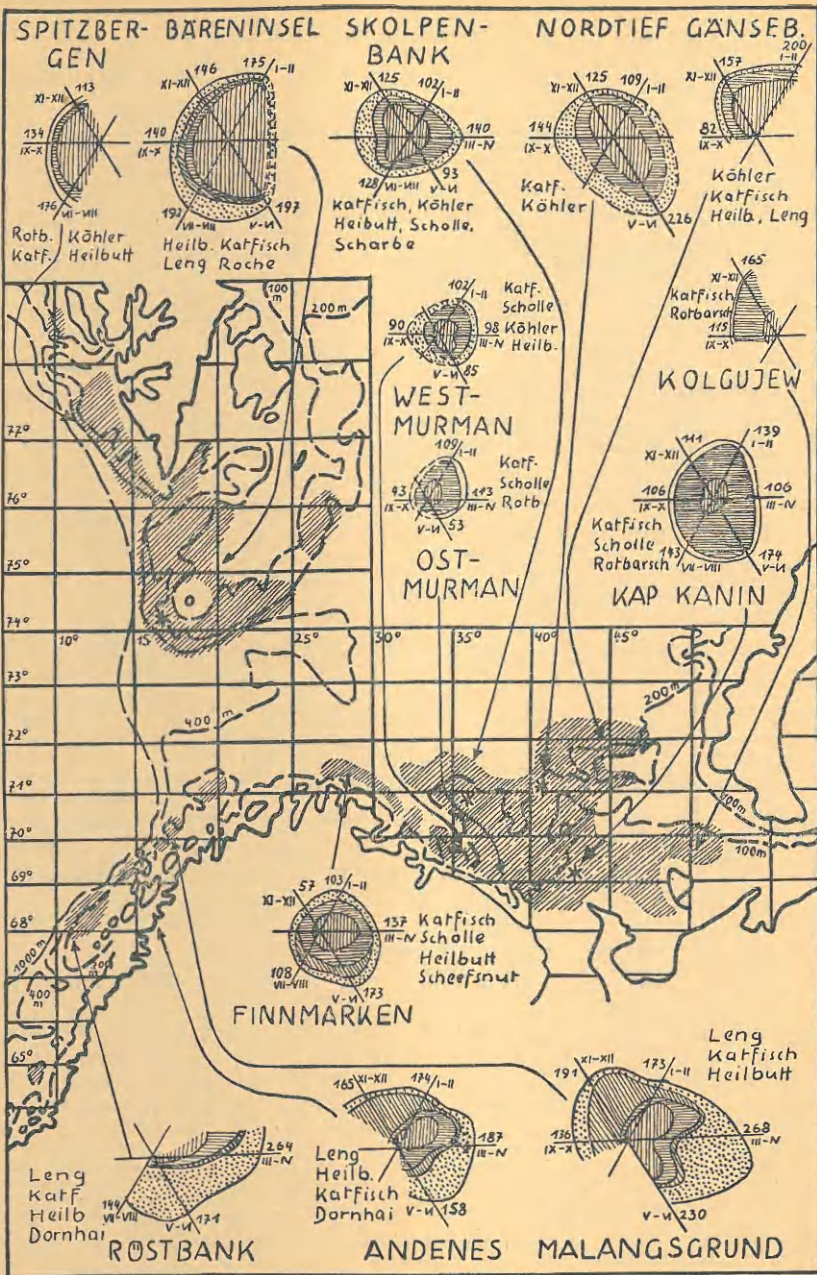 SPITZBER-
GEN
113
XI-XII
134
IX-X
176
VII-VIII
Rotb. Köhler
Katf. Heilbutt
BÄRENINSEL
175
I-II
146
XI-XII
140
IX-X
192
VII-VIII
197
V-VI
Heilb. Katfisch
Leng Roche
SKOLPEN-
BANK
125
XI-XII
102
I-II
140
III-IV
93
V-VI
128
VII-VIII
Katfisch, Köhler
Heibutt, Scholle,
Scharbe
NORDTIEF
125
XI-XII
109
I-II
144
IX-X
V-VI
226
Katf.
Köhler
GÄNSEB.
200
I-II
157
XI-XII
82
IX-X
Köhler
Katfisch
Heilb, Leng
102
I-II
90
IX-X
98
III-IV
V-VI
85
Katf.
Scholle
Köhler
Heilb.
WEST-
MURMAN
109
I-II
43
IX-X
113
III-IV
V-VI
53
Katf.
Scholle
Rotb
OST-
MURMAN
165
XI-XII
Katfisch
Rotbarsch
115
IX-X
KOLGUJEW
111
XI-XII
139
I-II
106
IX-X
106
III-IV
Katfisch
Scholle
Rotbarsch
143
VII-VIII
174
V-VI
KAP KANIN
100
m
200m
77°
76°
75°
74°
10°
15
25°
30°
35°
40°
45°
73°
400m
200m
72°
71°
100m
70°
100m
69°
68°
1000m
400
m
65°
57
XI-XII
103
I-II
137
III-IV
108
VII-VIII
V-VI
173
Katfisch
Scholle
Heilbutt
Scheefsnut
FINNMARKEN
264
III-IV
144
VII-VIII
V-VI
171
Leng
Katf
Heilb
Dornhai
RÖSTBANK
165
XI-XII
174
I-II
187
III-IV
V-VI
158
Leng
Heilb.
Katfisch
Dornhai
ANDENES
191
XI-XII
173
I-II
136
IX-X
268
III-IV
V-VI
230
Leng
Katfisch
Heilbutt
MALANGSGRUND